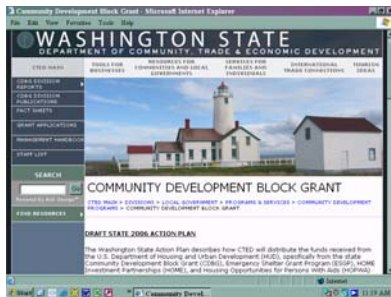 Community Development Block Grant - Microsoft Internet Explorer
File Edit View Favorites Tools Help
WASHINGTON STATE
DEPARTMENT OF COMMUNITY, TRADE & ECONOMIC DEVELOPMENT
CTED MAIN
TOOLS FOR BUSINESSES
RESOURCES FOR COMMUNITIES AND LOCAL GOVERNMENTS
SERVICES FOR FAMILIES AND INDIVIDUALS
INTERNATIONAL TRADE CONNECTIONS
TOURISM IDEAS
CDBG DIVISION REPORTS
CDBG DIVISION PUBLICATIONS
FACT SHEETS
GRANT APPLICATIONS
MANAGEMENT HANDBOOK
STAFF LIST
SEARCH
Go
FIND RESOURCES
COMMUNITY DEVELOPMENT BLOCK GRANT
CTED MAIN > DIVISIONS > LOCAL GOVERNMENT > PROGRAMS & SERVICES > COMMUNITY DEVELOPMENT
PROGRAMS > COMMUNITY DEVELOPMENT BLOCK GRANT
DRAFT STATE 2006 ACTION PLAN
The Washington State Action Plan describes how CTED will distribute the funds received from
the U.S. Department of Housing and Urban Development (HUD), specifically from the state
Community Development Block Grant (CDBG), Emergency Shelter Grant Program (ESGP), HOME
Investment Partnerships (HOME), and Housing Opportunities for Persons With Aids (HOPWA)
Internet
Start
Community Devel...
11:19 AM